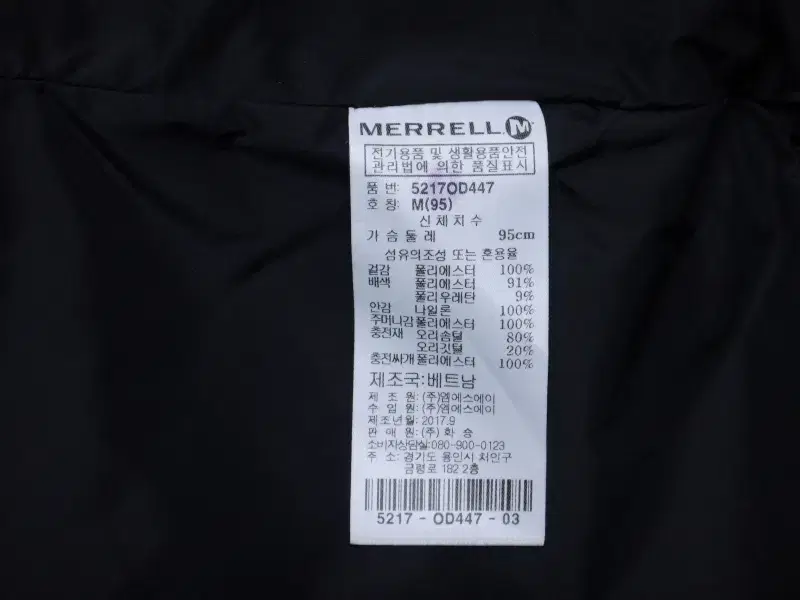 MERRELL M
전기용품 및 생활용품안전
관리법에 의한 품질표시
품 번: 5217OD447
호 칭: M(95)
신체치수
가슴둘레 95cm
섬유의조성 또는 혼용율
겉감 폴리에스터 100%
배색 폴리에스터 91%
폴리우레탄 9%
안감 나일론 100%
주머니감 폴리에스터 100%
충전재 오리솜털 80%
오리깃털 20%
충전싸개 폴리에스터 100%
제조국:베트남
제 조 원: (주)엠에스에이
수 입 원: (주)엠에스에이
제조년월: 2017.9
판 매 원: (주) 화 승
소비자상담실: 080-900-0123
주 소: 경기도 용인시 처인구
금령로 182 2층
5217 - OD447 - 03